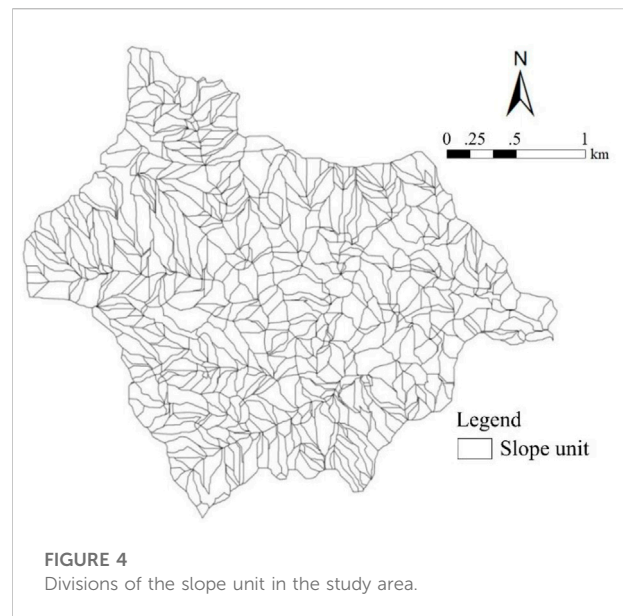 N
0 .25 .5 1
km
Legend
Slope unit
FIGURE 4
Divisions of the slope unit in the study area.